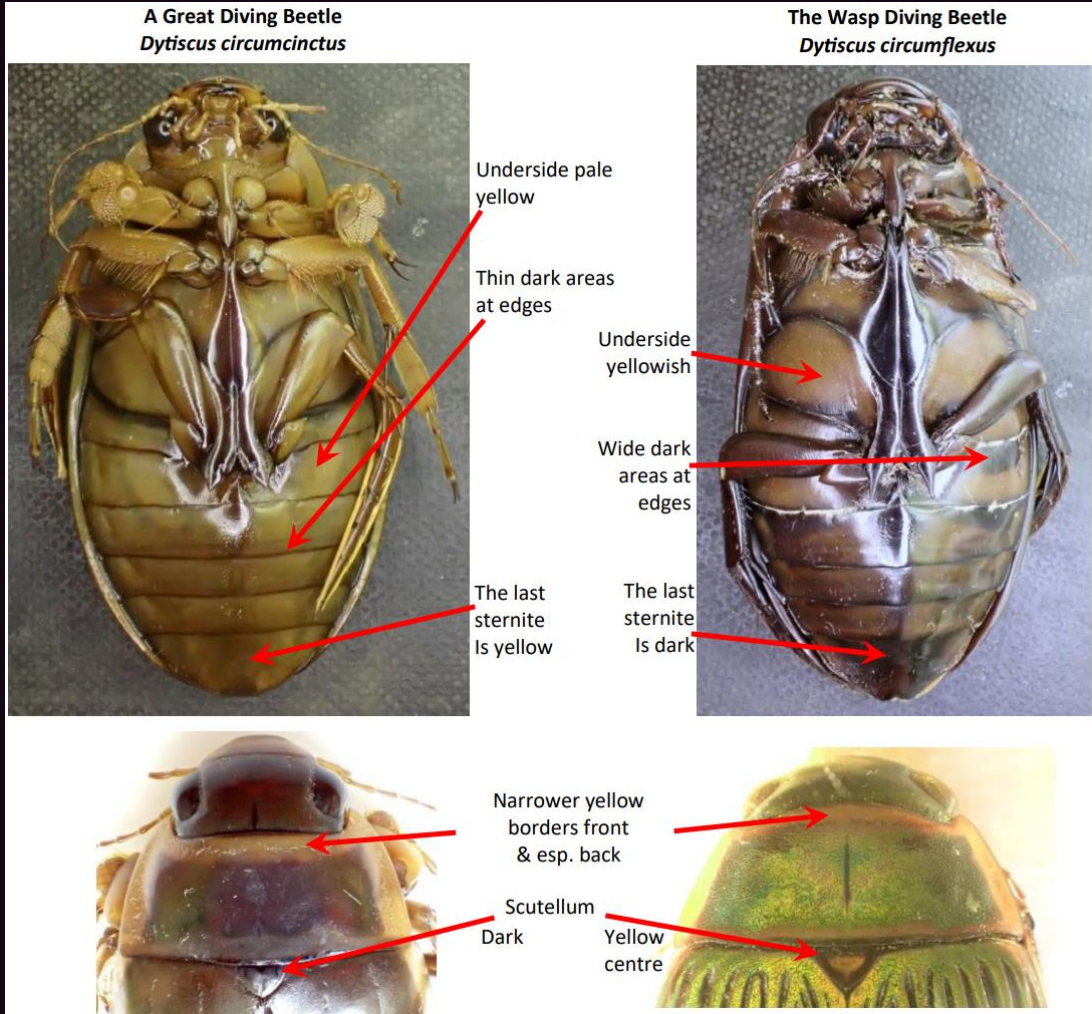 A Great Diving Beetle
Dytiscus circumcinctus
The Wasp Diving Beetle
Dytiscus circumflexus
Underside pale
yellow
Thin dark areas
at edges
The last
sternite
Is yellow
Underside
yellowish
Wide dark
areas at
edges
The last
sternite
Is dark
Narrower yellow
borders front
& esp. back
Scutellum
Dark
Yellow
centre